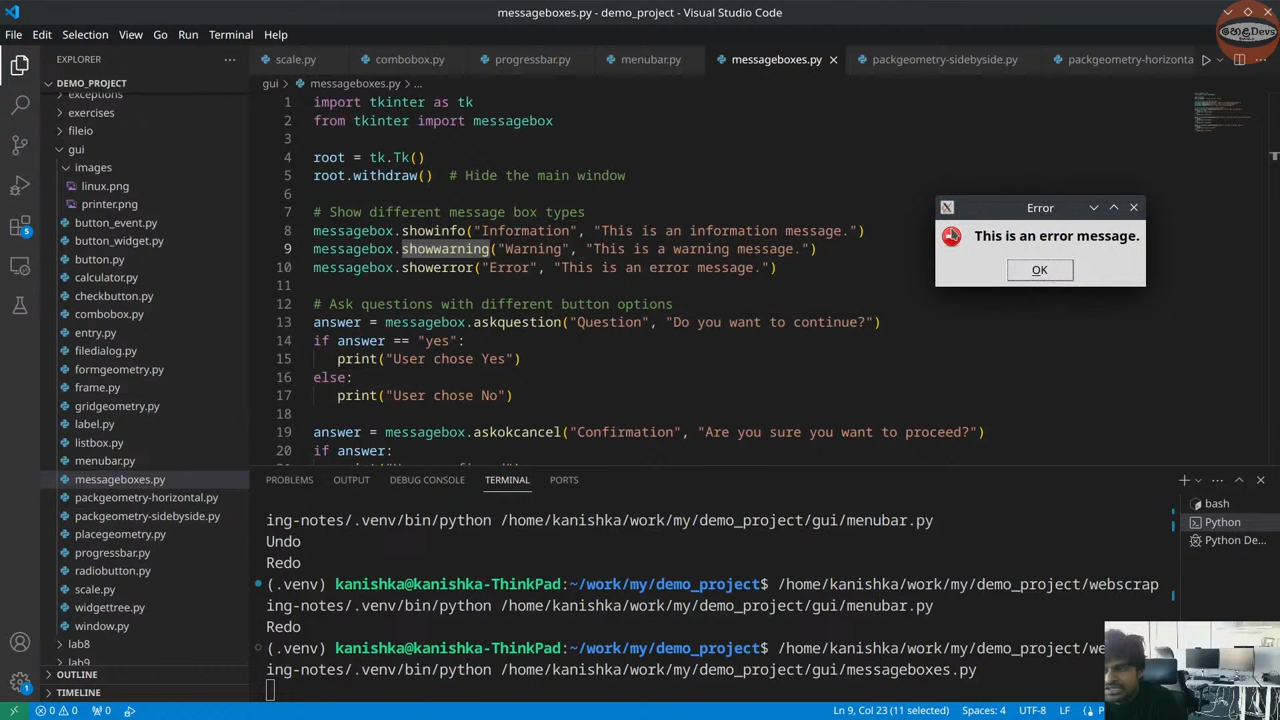 messageboxes.py - demo_project - Visual Studio Code
File Edit Selection View Go Run Terminal Help
EXPLORER
scale.py combobox.py progressbar.py menubar.py messageboxes.py packgeometry-sidebyside.py packgeometry-horizonta
DEMO_PROJECT
gui > messageboxes.py > ...
exceptions
exercises
fileio
gui
images
linux.png
printer.png
button_event.py
button_widget.py
button.py
calculator.py
checkbutton.py
combobox.py
entry.py
filedialog.py
formgeometry.py
frame.py
gridgeometry.py
label.py
listbox.py
menubar.py
messageboxes.py
packgeometry-horizontal.py
packgeometry-sidebyside.py
placegeometry.py
progressbar.py
radiobutton.py
scale.py
widgettree.py
window.py
lab8
lab9
OUTLINE
TIMELINE
1 import tkinter as tk
2 from tkinter import messagebox
3
4 root = tk.Tk()
5 root.withdraw() # Hide the main window
6
7 # Show different message box types
8 messagebox.showinfo("Information", "This is an information message.")
9 messagebox.showwarning("Warning", "This is a warning message.")
10 messagebox.showerror("Error", "This is an error message.")
11
12 # Ask questions with different button options
13 answer = messagebox.askquestion("Question", "Do you want to continue?")
14 if answer == "yes":
15 print("User chose Yes")
16 else:
17 print("User chose No")
18
19 answer = messagebox.askokcancel("Confirmation", "Are you sure you want to proceed?")
20 if answer:
Error
This is an error message.
OK
PROBLEMS OUTPUT DEBUG CONSOLE TERMINAL PORTS
ing-notes/.venv/bin/python /home/kanishka/work/my/demo_project/gui/menubar.py
Undo
Redo
(.venv) kanishka@kanishka-ThinkPad:~/work/my/demo_project$ /home/kanishka/work/my/demo_project/webscrap
ing-notes/.venv/bin/python /home/kanishka/work/my/demo_project/gui/menubar.py
Redo
(.venv) kanishka@kanishka-ThinkPad:~/work/my/demo_project$ /home/kanishka/work/my/demo_project/we
ing-notes/.venv/bin/python /home/kanishka/work/my/demo_project/gui/messageboxes.py
bash
Python
Python De...
5
1
0 0 0 Ln 9, Col 23 (11 selected) Spaces: 4 UTF-8 LF